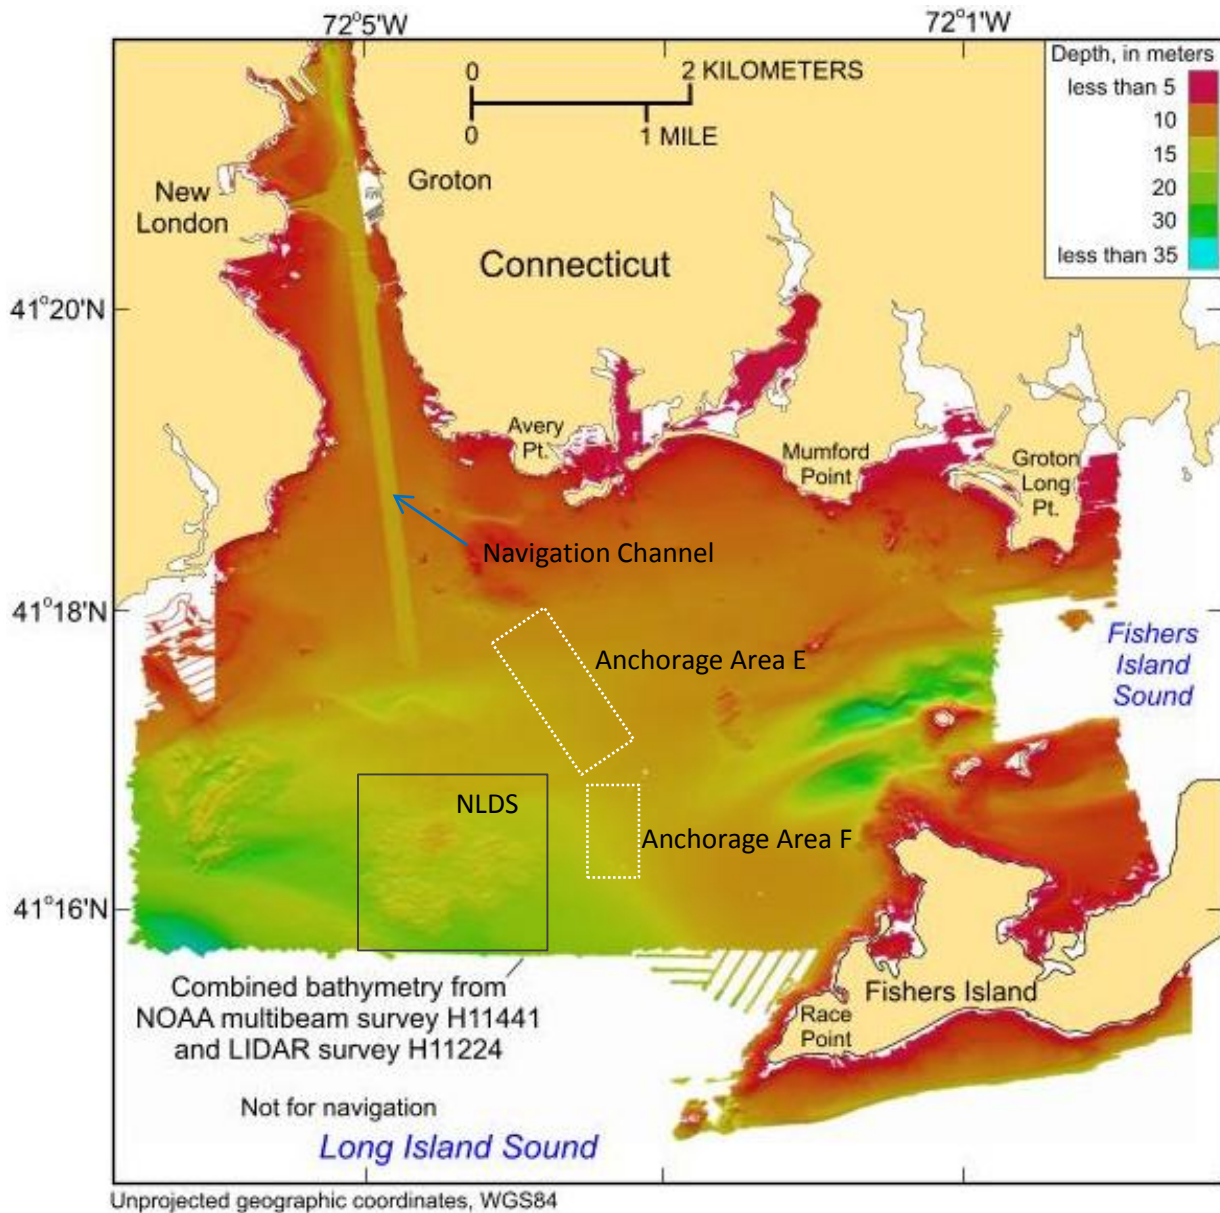 72°5'W
72°1'W
Depth, in meters
less than 5
10
15
20
30
less than 35
0
2 KILOMETERS
0
1 MILE
New
London
Groton
Connecticut
41°20'N
Avery
Pt.
Mumford
Point
Groton
Long
Pt.
Navigation Channel
41°18'N
Fishers
Island
Sound
Anchorage Area E
NLDS
Anchorage Area F
41°16'N
Combined bathymetry from
NOAA multibeam survey H11441
and LIDAR survey H11224
Fishers Island
Race
Point
Not for navigation
Long Island Sound
Unprojected geographic coordinates, WGS84